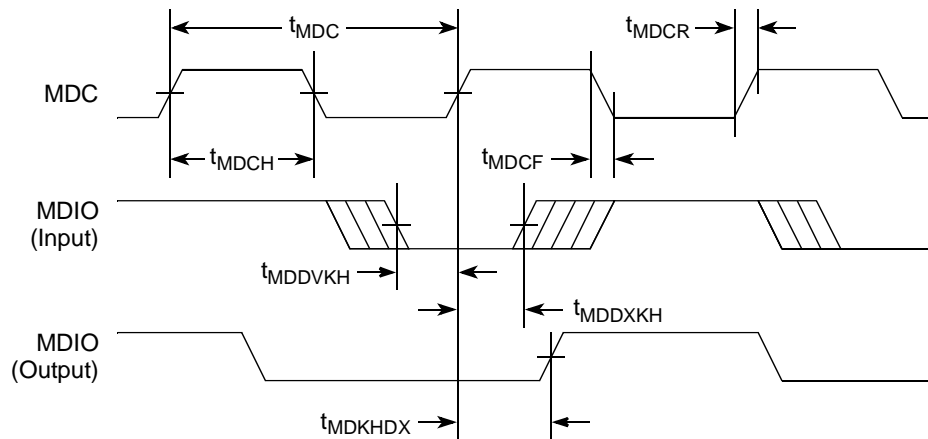 tMDC
tMDCR
MDC
tMDCH
tMDCF
MDIO
(Input)
tMDDVKH
tMDDXKH
MDIO
(Output)
tMDKHDX